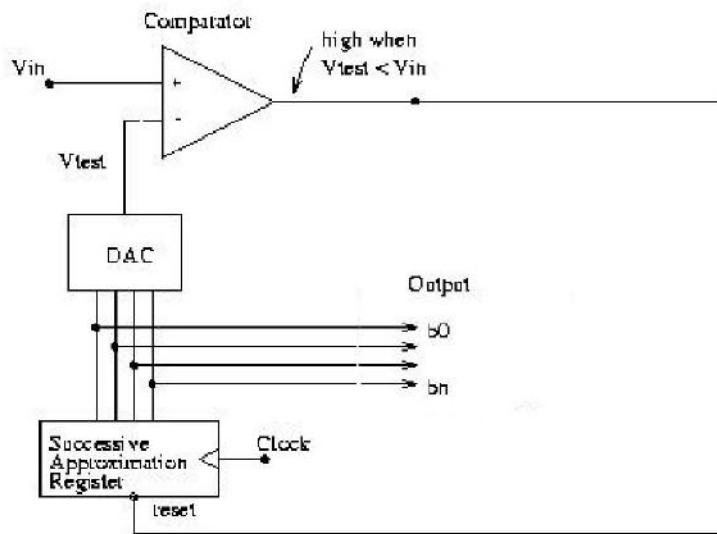 Comparator
high when
Vtest < Vin
Vin
+
-
Vtest
DAC
Output
b0
bn
Successive
Approximation
Register
Clock
reset